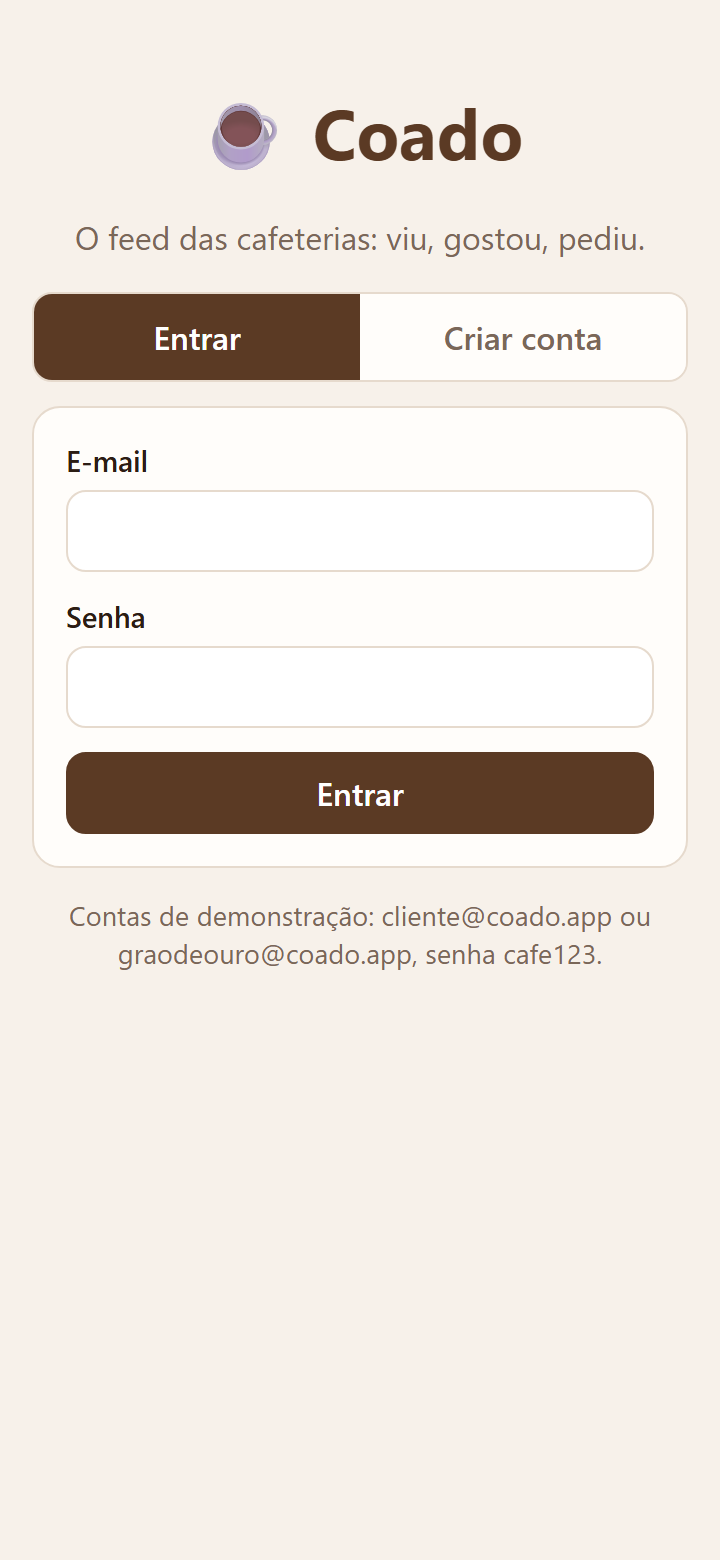 Coado
O feed das cafeterias: viu, gostou, pediu.
Entrar
Criar conta
E-mail
Senha
Entrar
Contas de demonstração: cliente@coado.app ou
graodeouro@coado.app, senha cafe123.